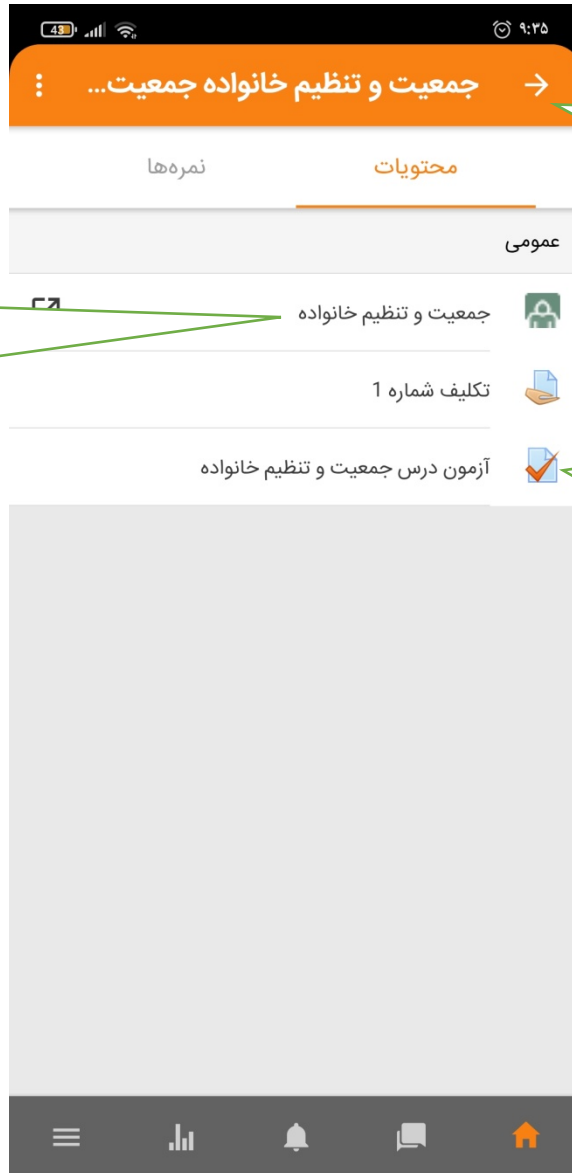 ۹:۳۵
43
جمعیت و تنظیم خانواده جمعیت...
محتویات
نمره‌ها
عمومی
جمعیت و تنظیم خانواده
تکلیف شماره 1
آزمون درس جمعیت و تنظیم خانواده